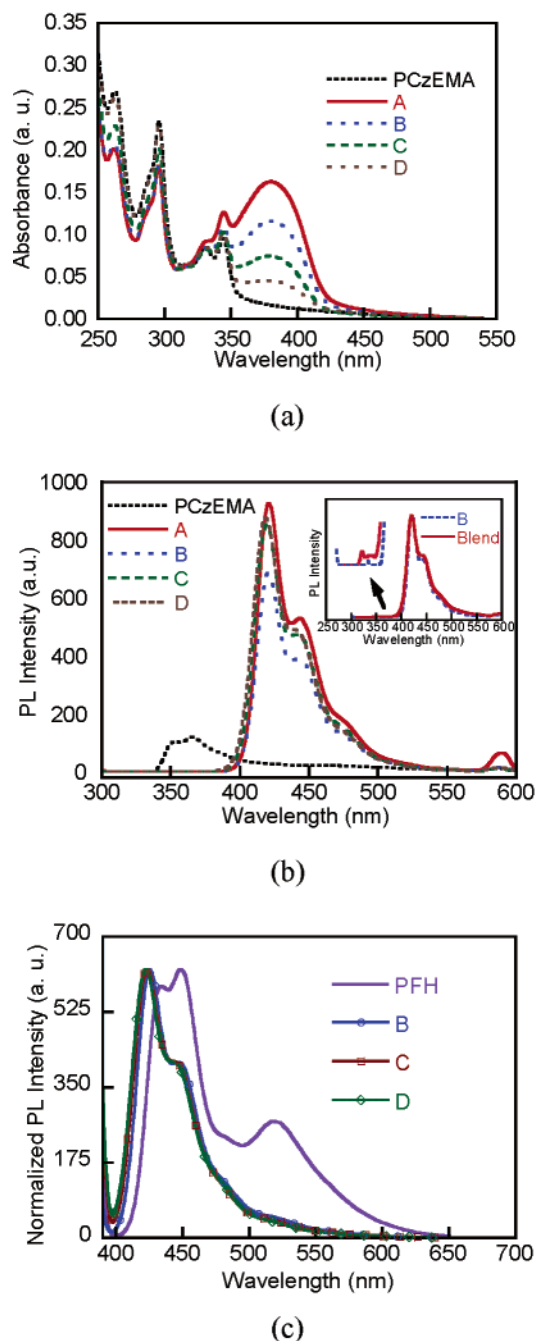 0.35
0.30
0.25
0.20
0.15
0.10
0.05
0.00
Absorbance (a. u.)
PCzEMA
A
B
C
D
250 300 350 400 450 500 550
Wavelength (nm)
(a)
1000
800
600
400
200
0
PL Intensity (a.u.)
PCzEMA
A
B
C
D
PL Intensity
B
Blend
250 300 350 400 450 500 550 600
Wavelength (nm)
300 350 400 450 500 550 600
Wavelength (nm)
(b)
700
525
350
175
0
Normalized PL Intensity (a. u.)
PFH
B
C
D
400 450 500 550 600 650 700
Wavelength (nm)
(c)